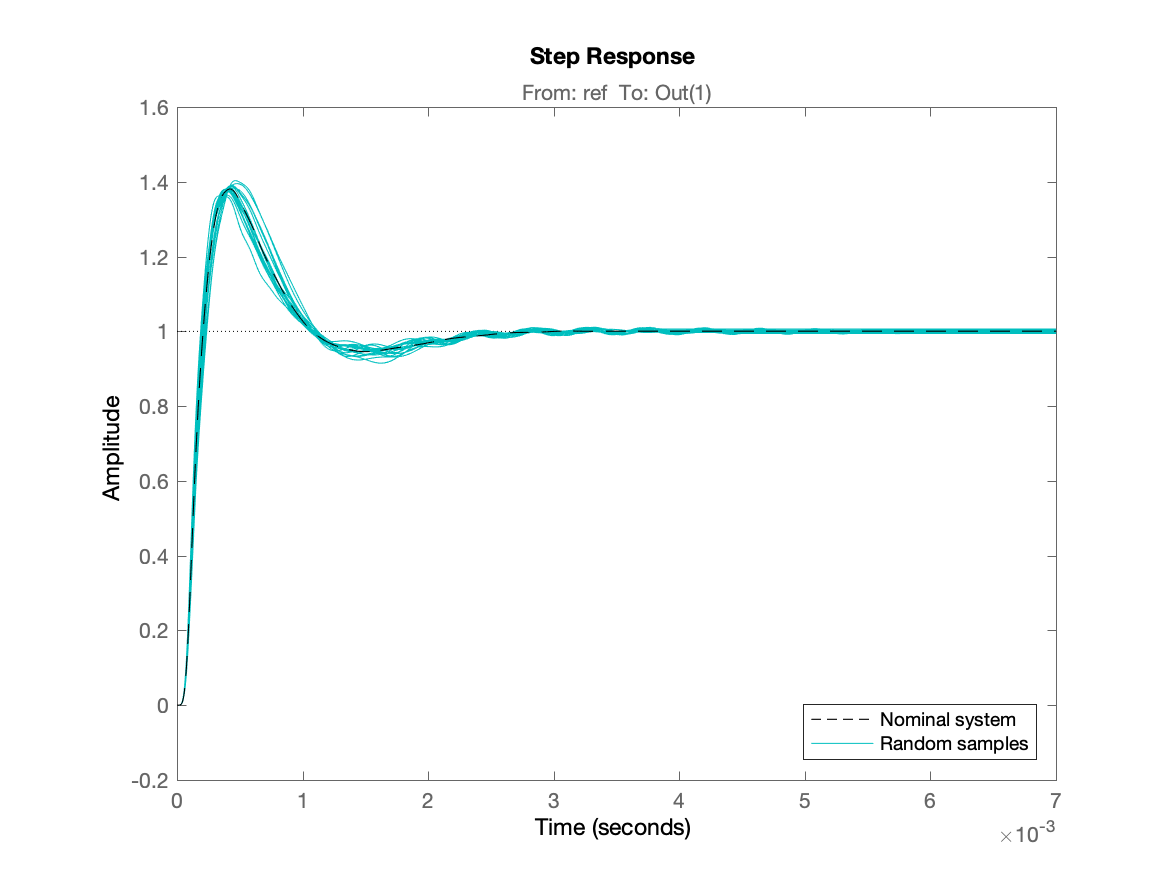 Step Response
From: ref To: Out(1)
1.6
1.4
1.2
1
0.8
0.6
0.4
0.2
0
-0.2
Amplitude
Nominal system
Random samples
0 1 2 3 4 5 6 7
Time (seconds)
×10-3